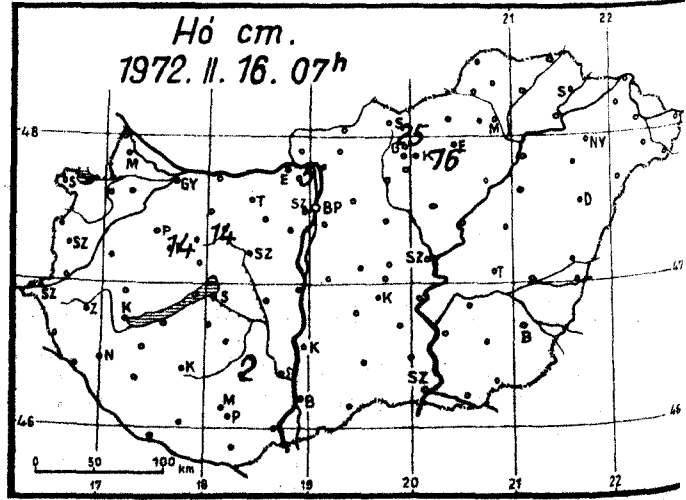 Hó cm.
1972. II. 16. 07h
21 22
48
S S
M
25
G K 76 E
M NY
S GY E
T SZ BP D
SZ P 14 14 SZ SZ
47
SZ T
Z K S K
B
N K 2 K SZ
M
P B
46 46
0 50 100 km
17 18 19 20 21 22